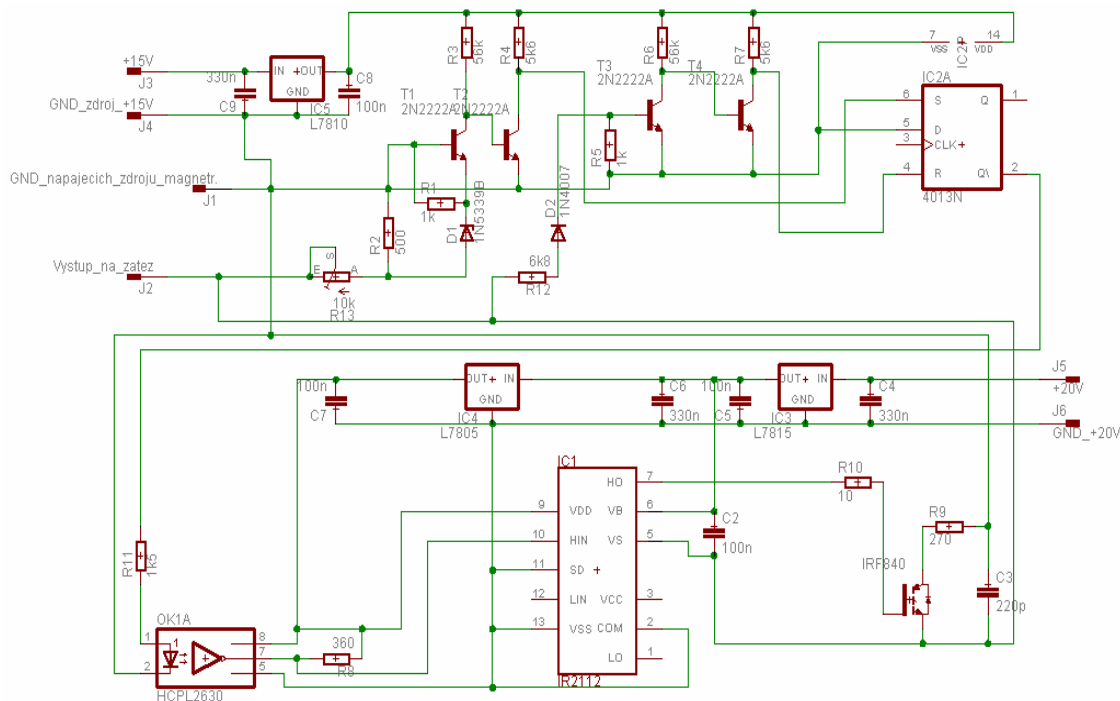 +15V
J3
GND_zdroj_+15V
J4
330n
C9
IN
+OUT
GND
IC5
L7810
C8
100n
R3
56k
R4
5k6
T1
2N2222A
T2
2N2222A
R6
56k
R7
5k6
T3
2N2222A
T4
2N2222A
7
VSS
IC2P
14
VDD
IC2A
6
S
Q
1
5
D
3
CLK+
4
R
Q\
2
4013N
R5
1k
GND_napajecich_zdroju_magnetr.
J1
R1
1k
R2
500
D1
1N5339B
D2
1N4007
6k8
R12
Vystup_na_zatez
J2
E
S
A
10k
R13
100n
C7
OUT+
IN
GND
IC4
L7805
C6
330n
100n
C5
OUT+
IN
GND
IC3
L7815
C4
330n
J5
+20V
J6
GND_+20V
IC1
9
VDD
HO
7
10
HIN
VB
6
11
SD
+
VS
5
12
LIN
VCC
3
13
VSS
COM
2
LO
1
IR2112
C2
100n
R10
10
R9
270
IRF840
C3
220p
R11
1k5
OK1A
1
2
1
+
8
7
5
HCPL2630
360
R8